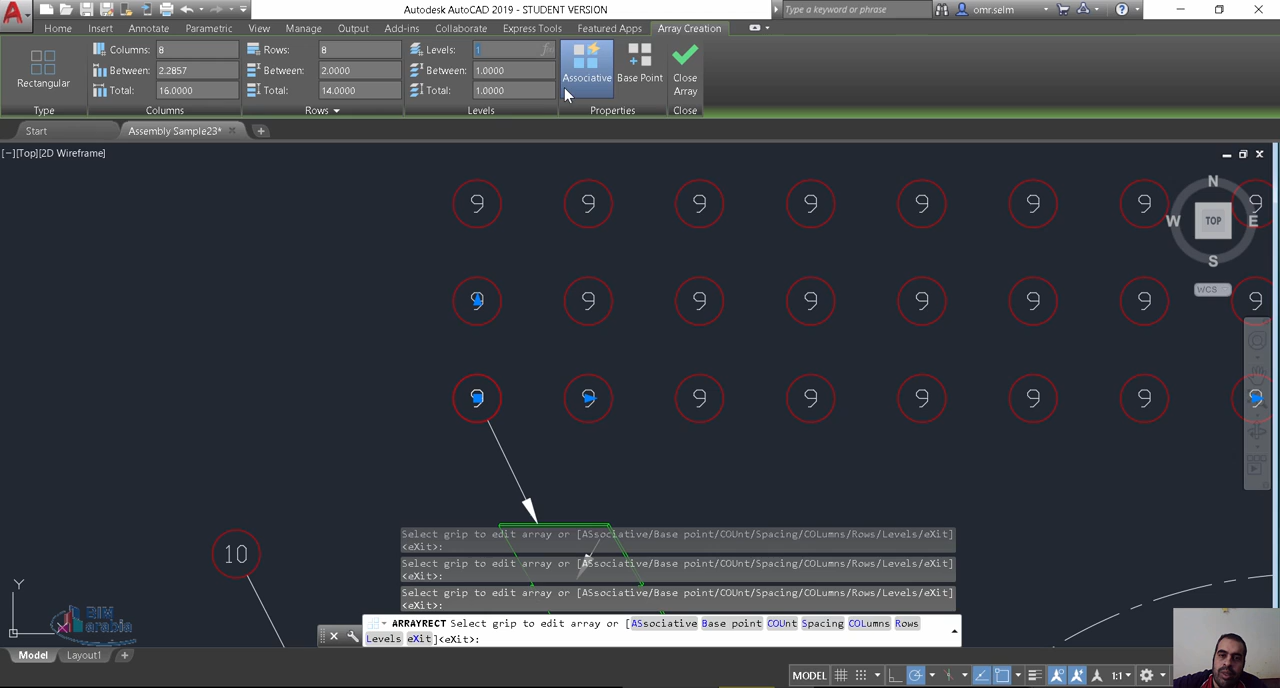 Autodesk AutoCAD 2019 - STUDENT VERSION
Type a keyword or phrase
omr.selm
Home Insert Annotate Parametric View Manage Output Add-ins Collaborate Express Tools Featured Apps Array Creation
Columns: 8 Rows: 8 Levels: 1
Between: 2.2857 Between: 2.0000 Between: 1.0000
Total: 16.0000 Total: 14.0000 Total: 1.0000
Rectangular
Associative
Base Point
Close
Array
Type Columns Rows Levels Properties Close
Start Assembly Sample23*
[−][Top][2D Wireframe]
N
W TOP E
S
WCS
9 9 9 9 9 9 9 9
9 9 9 9 9 9 9 9
9 9 9 9 9 9 9 9
10
Select grip to edit array or [ASsociative/Base point/COUnt/Spacing/COLumns/Rows/Levels/eXit]
<eXit>:
Select grip to edit array or [ASsociative/Base point/COUnt/Spacing/COLumns/Rows/Levels/eXit]
<eXit>:
Select grip to edit array or [ASsociative/Base point/COUnt/Spacing/COLumns/Rows/Levels/eXit]
<eXit>:
ARRAYRECT Select grip to edit array or [ASsociative Base point COUnt Spacing COLumns Rows
Levels eXit]<eXit>:
Y
X
BIM
arabia
Model Layout1
MODEL
1:1